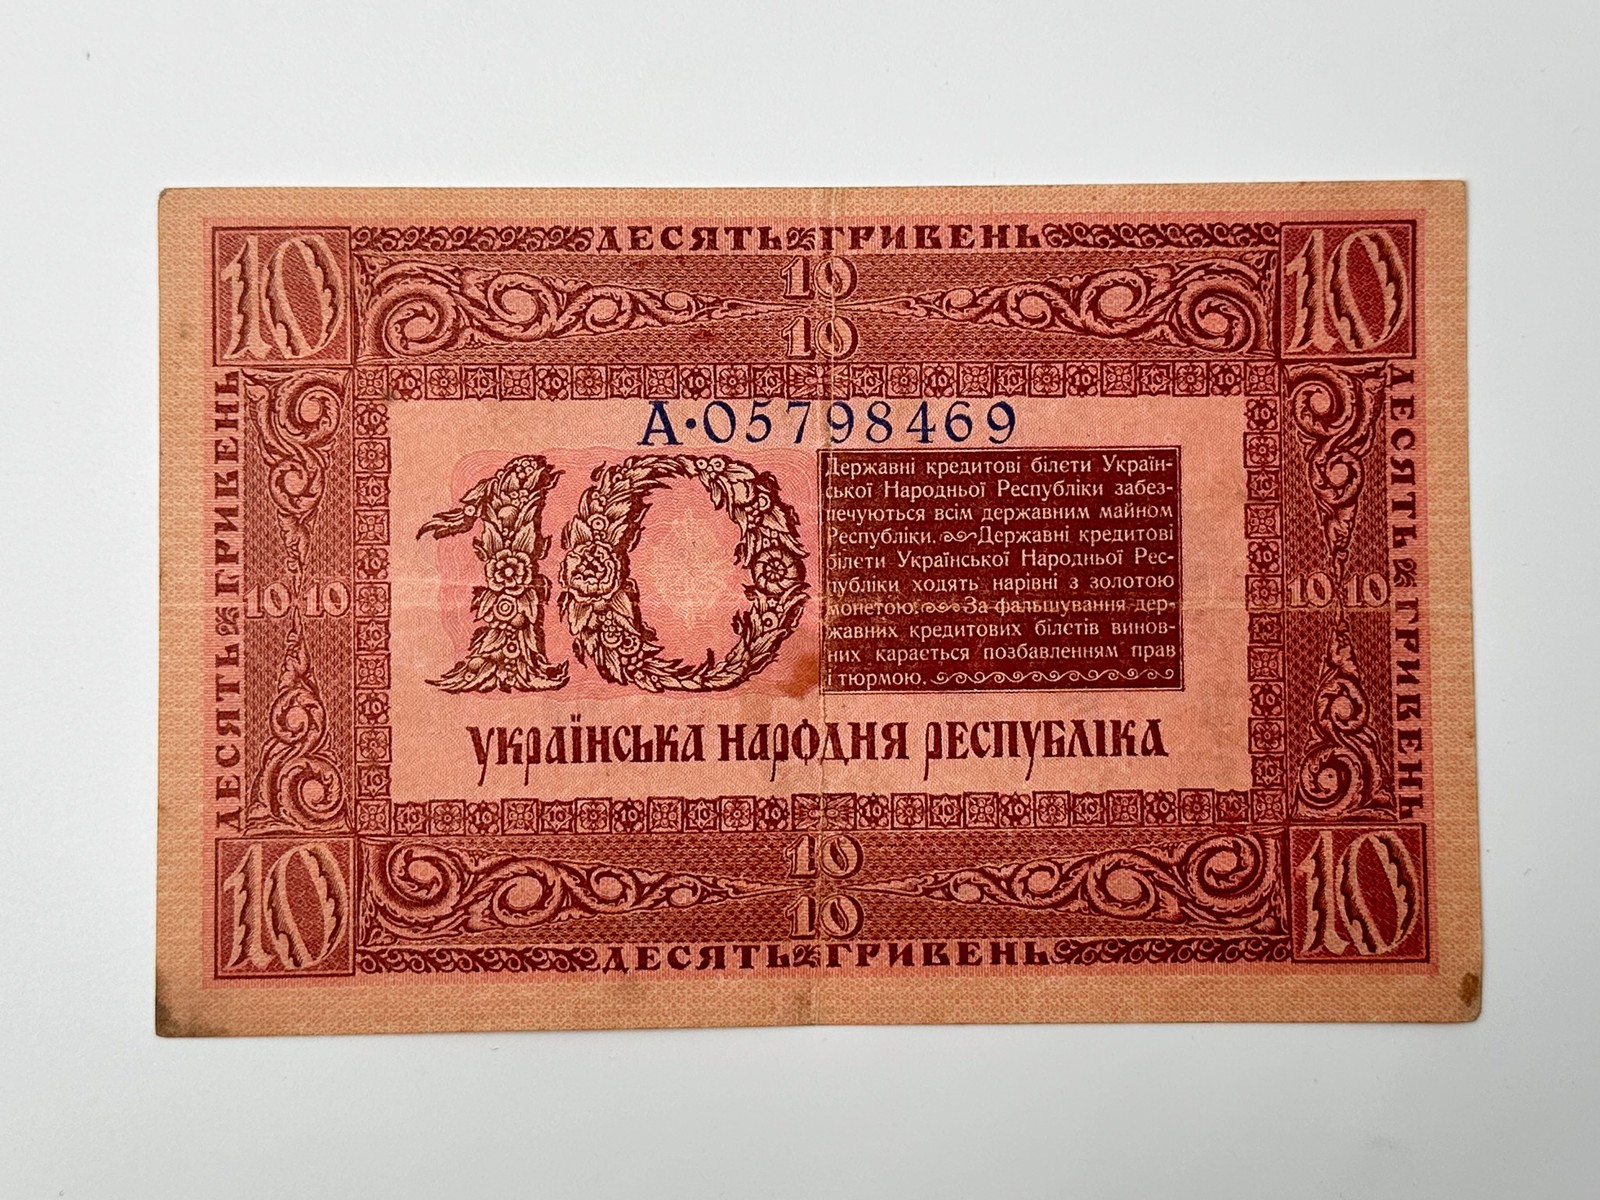 10 ДЕСЯТЬ ГРИВЕНЬ 10
10
10
ДЕСЯТЬ ГРИВЕНЬ
ДЕСЯТЬ ГРИВЕНЬ
10 10
10 10
А·05798469
10
Державні кредитові білети Україн-
ської Народньої Республіки забез-
печуються всім державним майном
Республіки. Державні кредитові
білети Української Народньої Рес-
публіки ходять нарівні з золотою
монетою. За фальшування дер-
жавних кредитових білєтів винов-
них карається позбавленням прав
і тюрмою.
УКРАЇНСЬКА НАРОДНЯ РЕСПУБЛІКА
10
10
10 ДЕСЯТЬ ГРИВЕНЬ 10